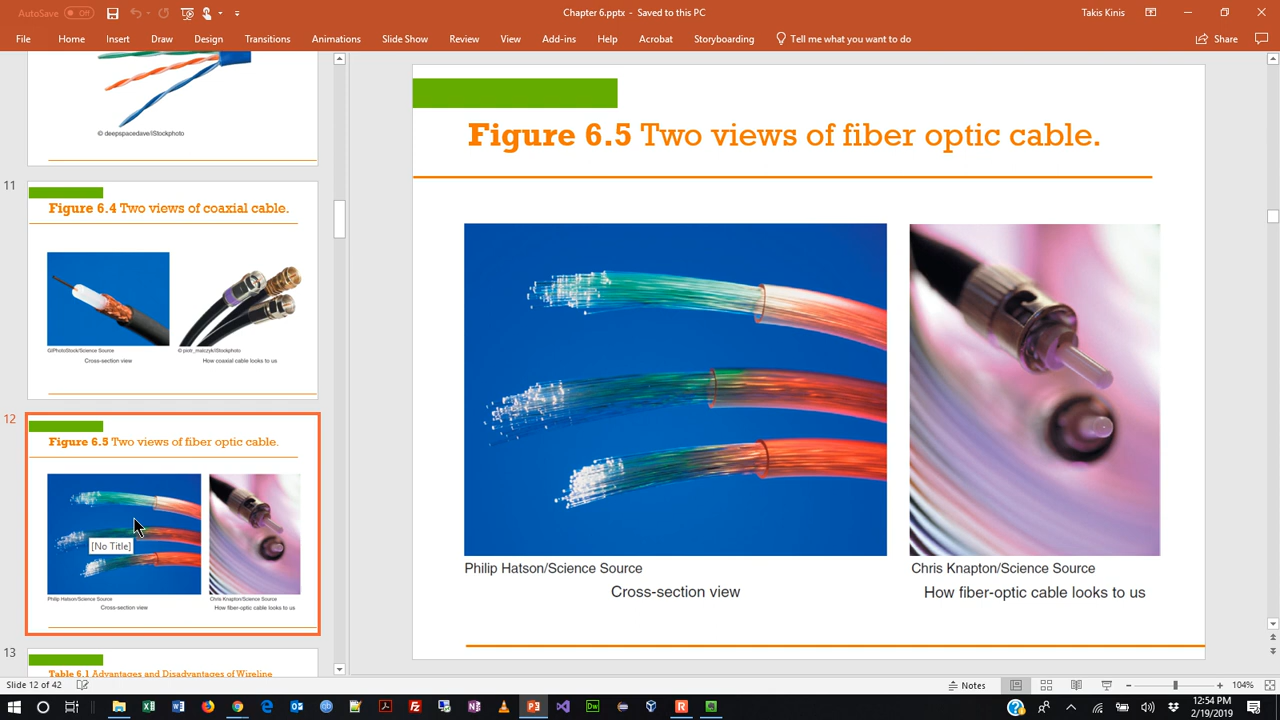 AutoSave Off
Chapter 6.pptx - Saved to this PC
Takis Kinis
File Home Insert Draw Design Transitions Animations Slide Show Review View Add-ins Help Acrobat Storyboarding Tell me what you want to do Share
© deepspacedave/iStockphoto
11
Figure 6.4 Two views of coaxial cable.
GIPhotoStock/Science Source
© piotr_malczyk/iStockphoto
Cross-section view
How coaxial cable looks to us
12
Figure 6.5 Two views of fiber optic cable.
[No Title]
Philip Hatson/Science Source
Chris Knapton/Science Source
Cross-section view
How fiber-optic cable looks to us
13
Table 6.1 Advantages and Disadvantages of Wireline
Figure 6.5 Two views of fiber optic cable.
Philip Hatson/Science Source
Chris Knapton/Science Source
Cross-section view
How fiber-optic cable looks to us
Slide 12 of 42
Notes
104%
12:54 PM
2/19/2019